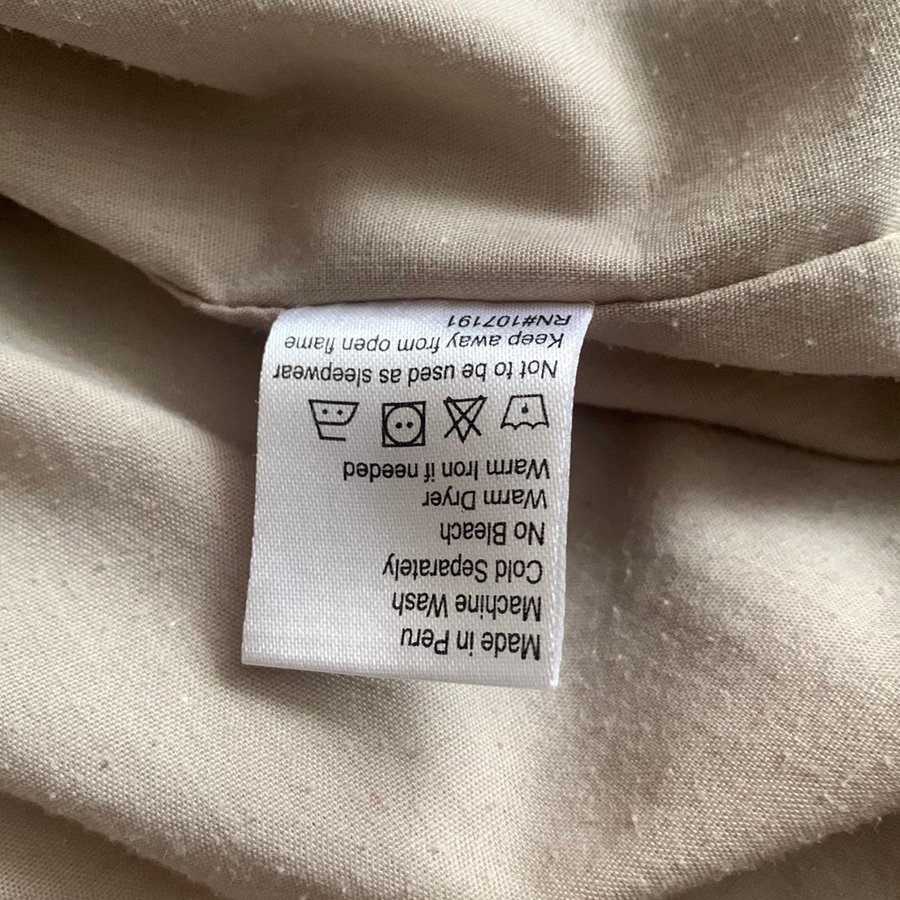 Made in Peru
Machine Wash
Cold Separately
No Bleach
Warm Dryer
Warm Iron if needed
Not to be used as sleepwear
Keep away from open flame
RN#107191